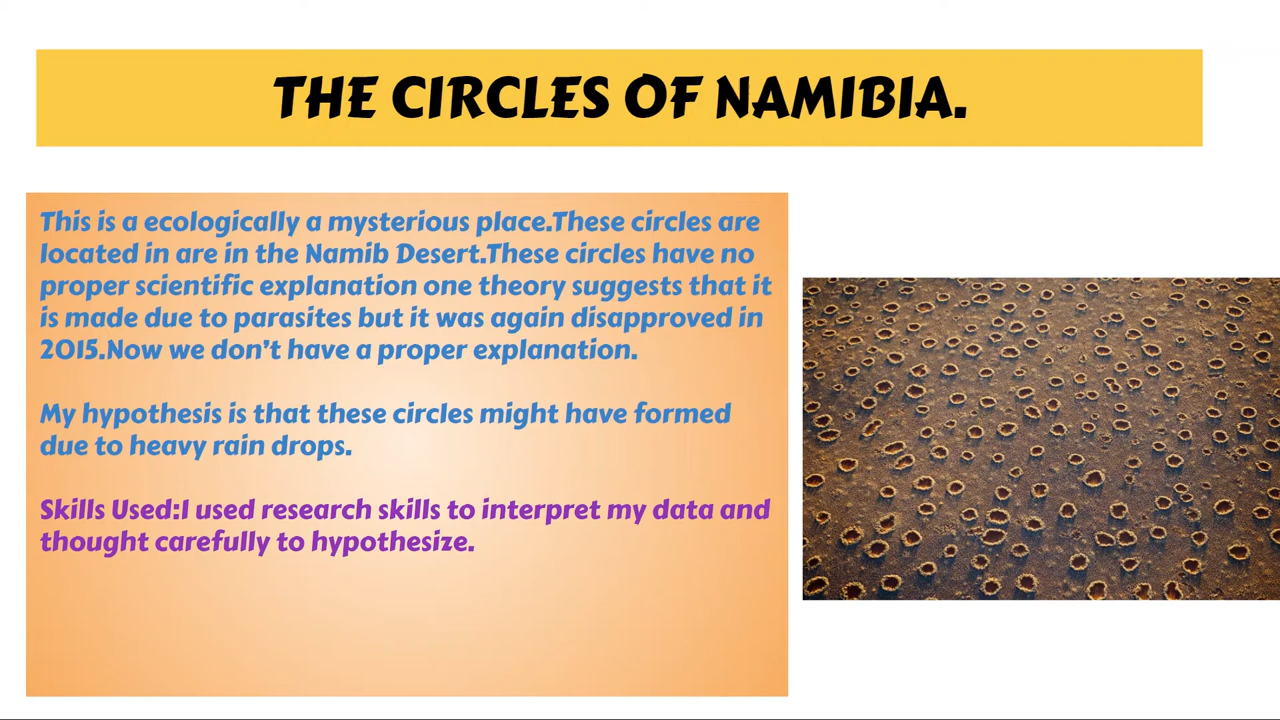 THE CIRCLES OF NAMIBIA.
This is a ecologically a mysterious place.These circles are
located in are in the Namib Desert.These circles have no
proper scientific explanation one theory suggests that it
is made due to parasites but it was again disapproved in
2015.Now we don't have a proper explanation.
My hypothesis is that these circles might have formed
due to heavy rain drops.
Skills Used:I used research skills to interpret my data and
thought carefully to hypothesize.